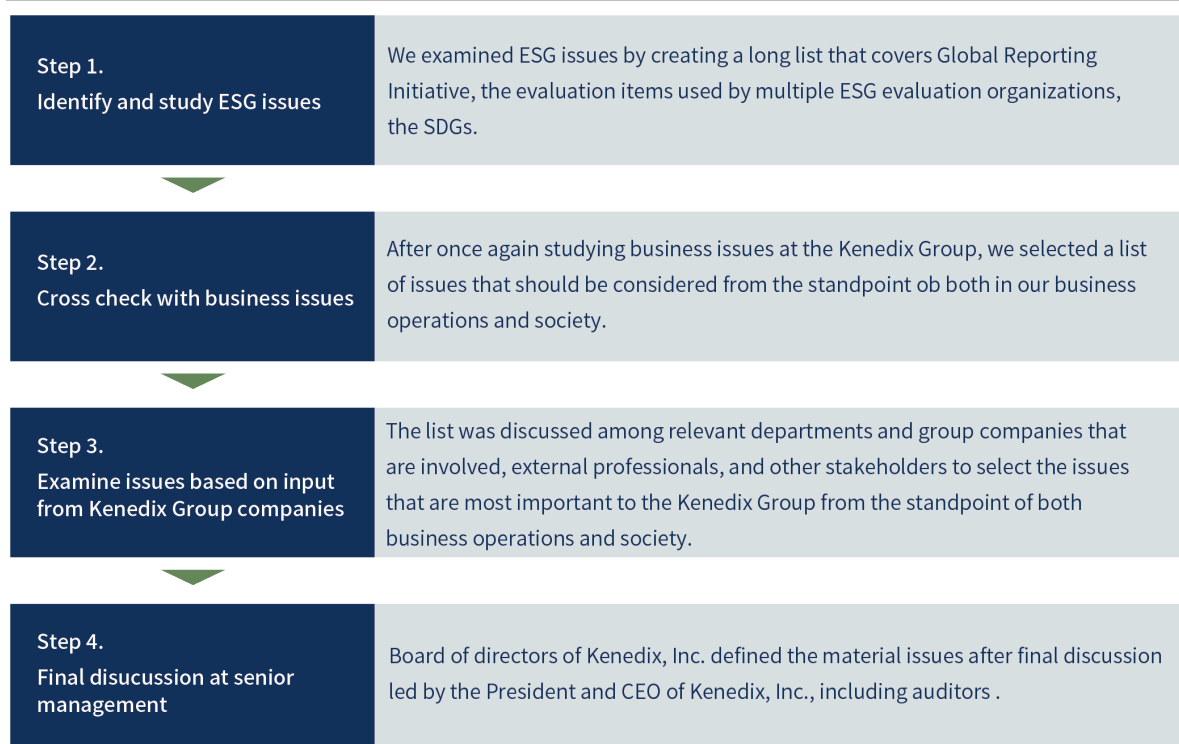 Step 1.
Identify and study ESG issues
We examined ESG issues by creating a long list that covers Global Reporting
Initiative, the evaluation items used by multiple ESG evaluation organizations,
the SDGs.
Step 2.
Cross check with business issues
After once again studying business issues at the Kenedix Group, we selected a list
of issues that should be considered from the standpoint ob both in our business
operations and society.
Step 3.
Examine issues based on input
from Kenedix Group companies
The list was discussed among relevant departments and group companies that
are involved, external professionals, and other stakeholders to select the issues
that are most important to the Kenedix Group from the standpoint of both
business operations and society.
Step 4.
Final disucussion at senior
management
Board of directors of Kenedix, Inc. defined the material issues after final discussion
led by the President and CEO of Kenedix, Inc., including auditors .